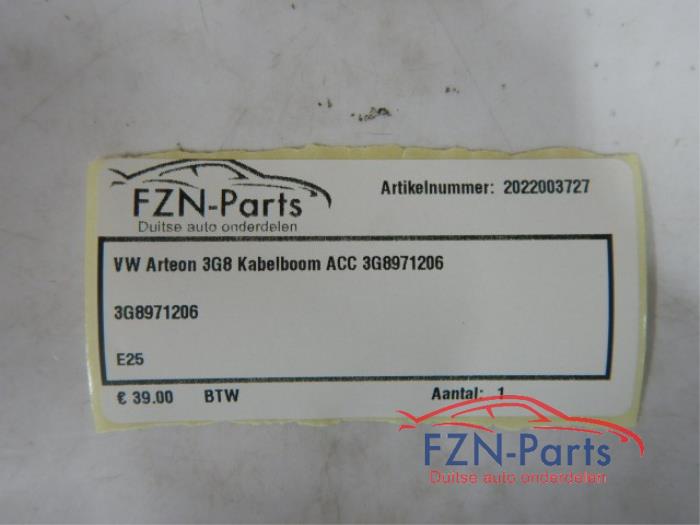 FZN-Parts
Duitse auto onderdelen
Artikelnummer: 2022003727
VW Arteon 3G8 Kabelboom ACC 3G8971206
3G8971206
E25
€ 39.00 BTW Aantal: 1
FZN-Parts
Duitse auto onderdelen